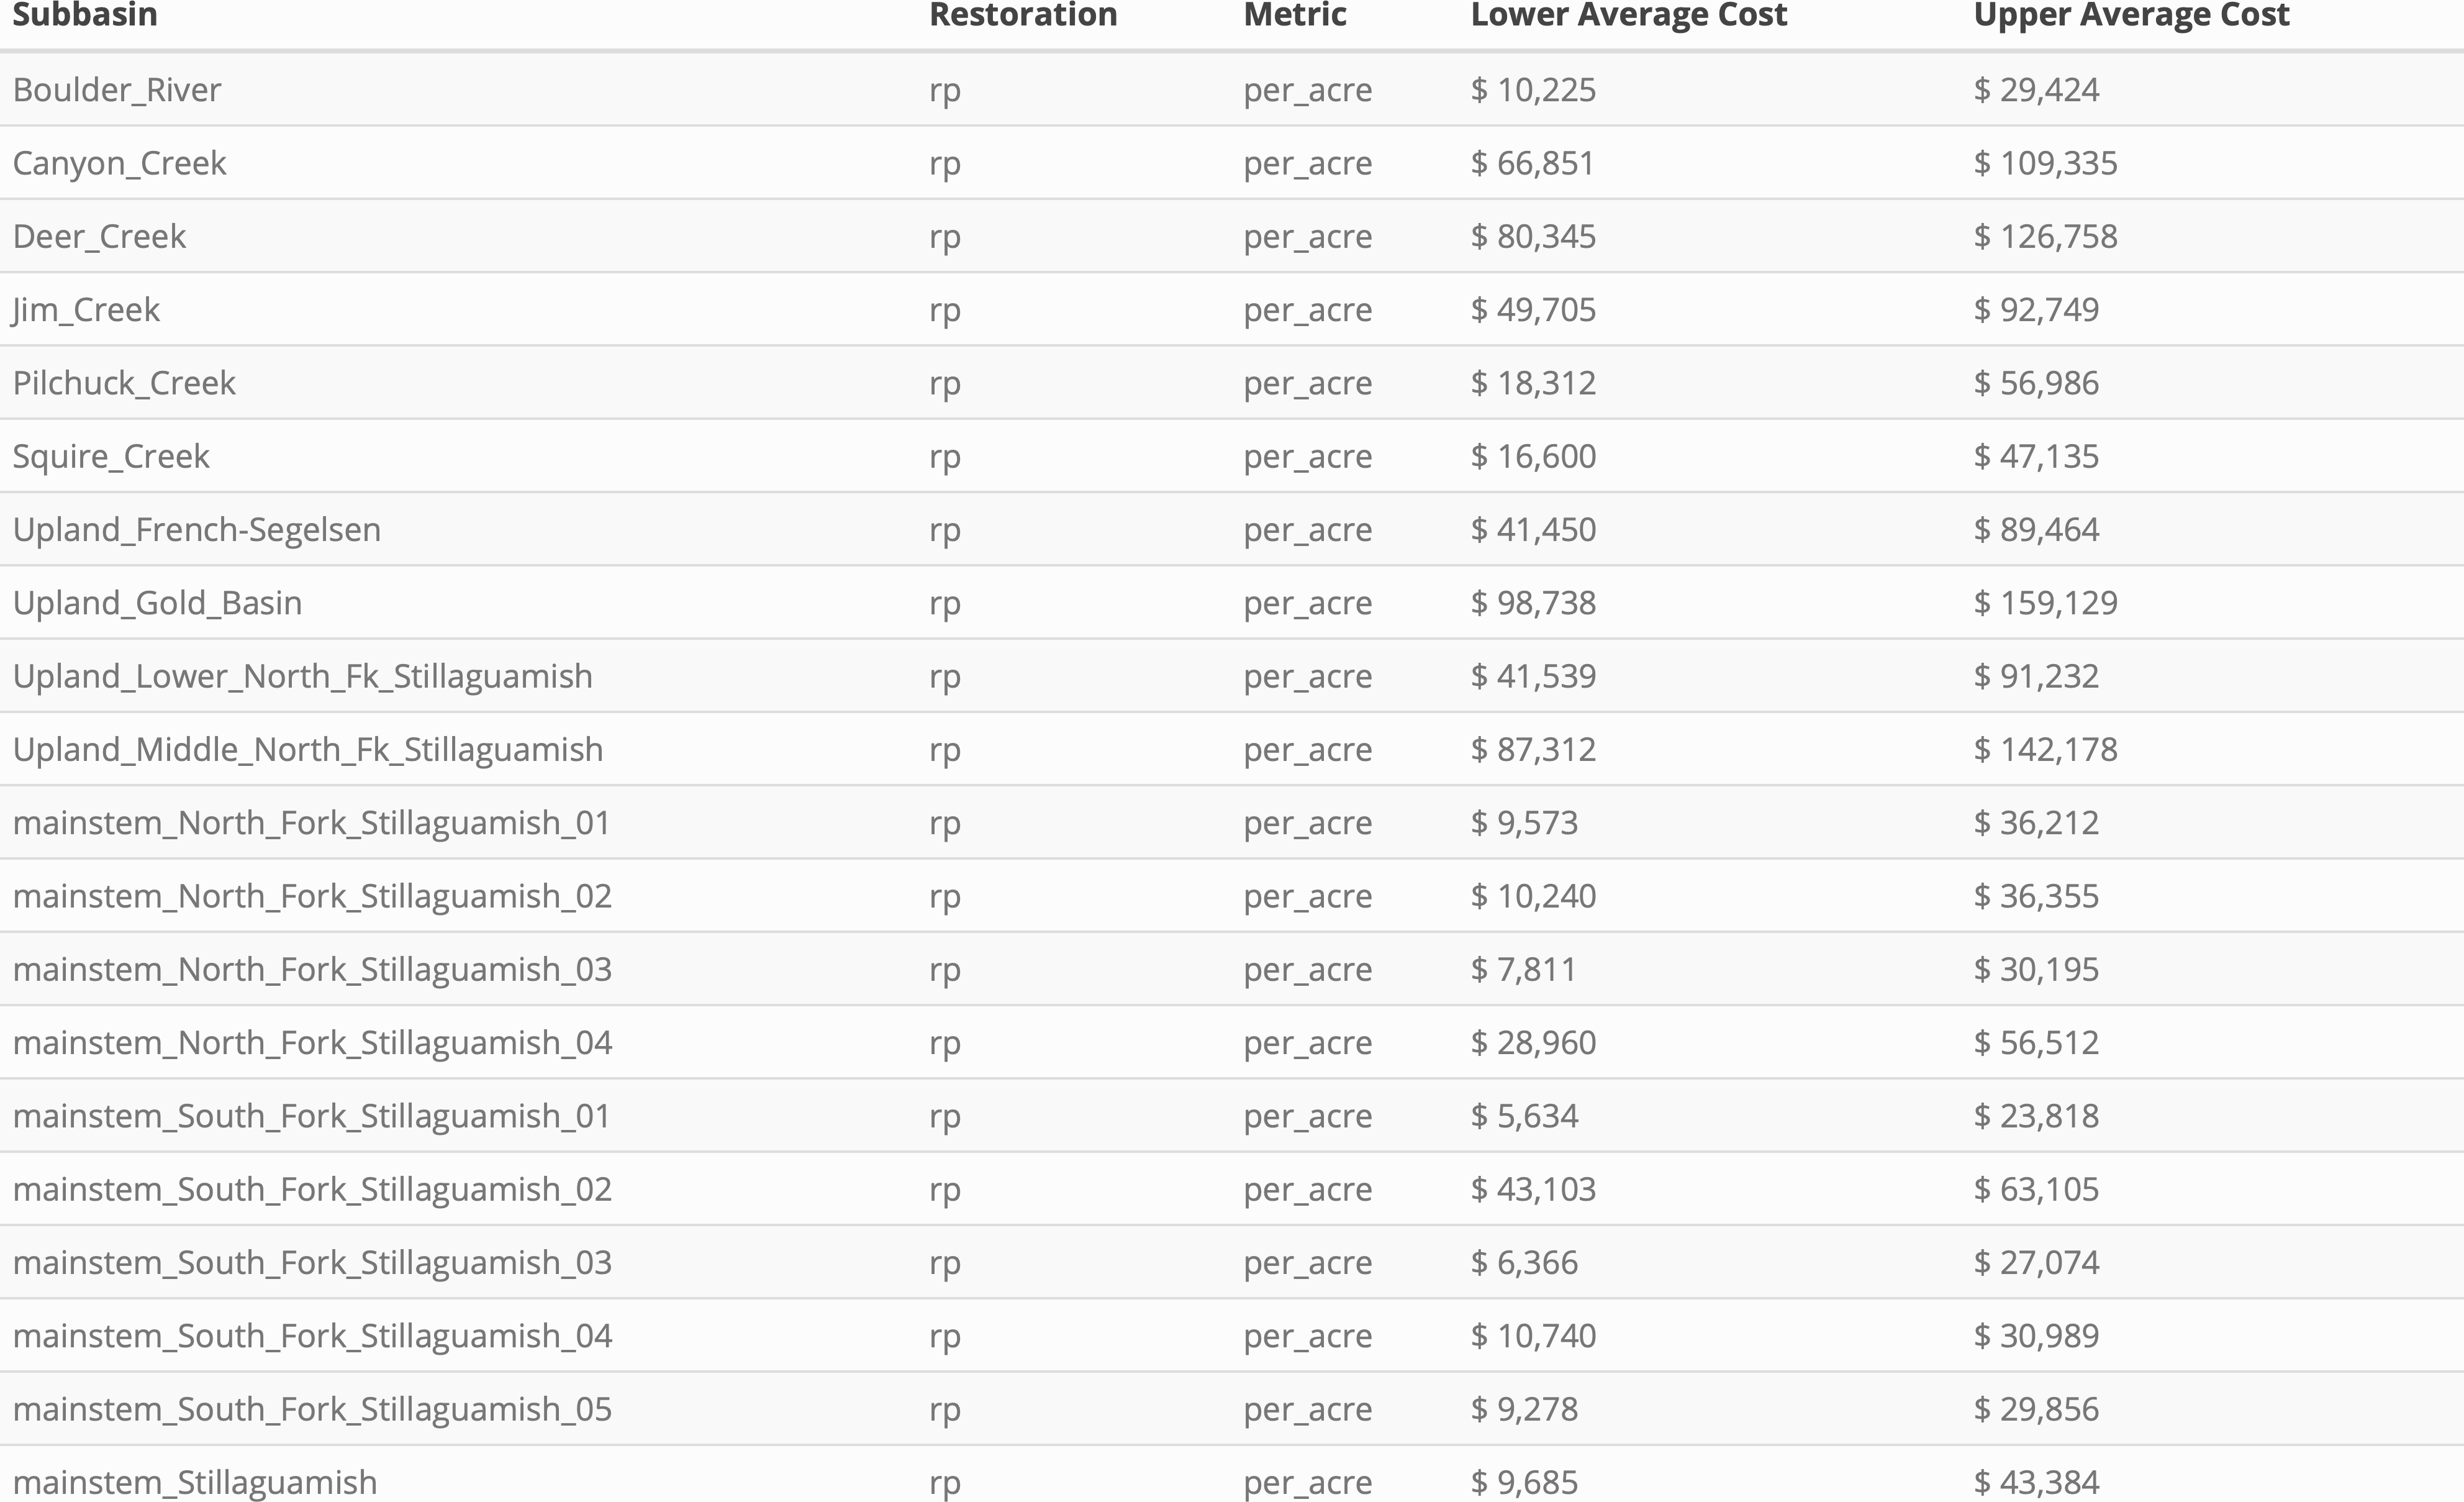 Subbasin Restoration Metric Lower Average Cost Upper Average Cost
Boulder_River rp per_acre $ 10,225 $ 29,424
Canyon_Creek rp per_acre $ 66,851 $ 109,335
Deer_Creek rp per_acre $ 80,345 $ 126,758
Jim_Creek rp per_acre $ 49,705 $ 92,749
Pilchuck_Creek rp per_acre $ 18,312 $ 56,986
Squire_Creek rp per_acre $ 16,600 $ 47,135
Upland_French-Segelsen rp per_acre $ 41,450 $ 89,464
Upland_Gold_Basin rp per_acre $ 98,738 $ 159,129
Upland_Lower_North_Fk_Stillaguamish rp per_acre $ 41,539 $ 91,232
Upland_Middle_North_Fk_Stillaguamish rp per_acre $ 87,312 $ 142,178
mainstem_North_Fork_Stillaguamish_01 rp per_acre $ 9,573 $ 36,212
mainstem_North_Fork_Stillaguamish_02 rp per_acre $ 10,240 $ 36,355
mainstem_North_Fork_Stillaguamish_03 rp per_acre $ 7,811 $ 30,195
mainstem_North_Fork_Stillaguamish_04 rp per_acre $ 28,960 $ 56,512
mainstem_South_Fork_Stillaguamish_01 rp per_acre $ 5,634 $ 23,818
mainstem_South_Fork_Stillaguamish_02 rp per_acre $ 43,103 $ 63,105
mainstem_South_Fork_Stillaguamish_03 rp per_acre $ 6,366 $ 27,074
mainstem_South_Fork_Stillaguamish_04 rp per_acre $ 10,740 $ 30,989
mainstem_South_Fork_Stillaguamish_05 rp per_acre $ 9,278 $ 29,856
mainstem_Stillaguamish rp per_acre $ 9,685 $ 43,384